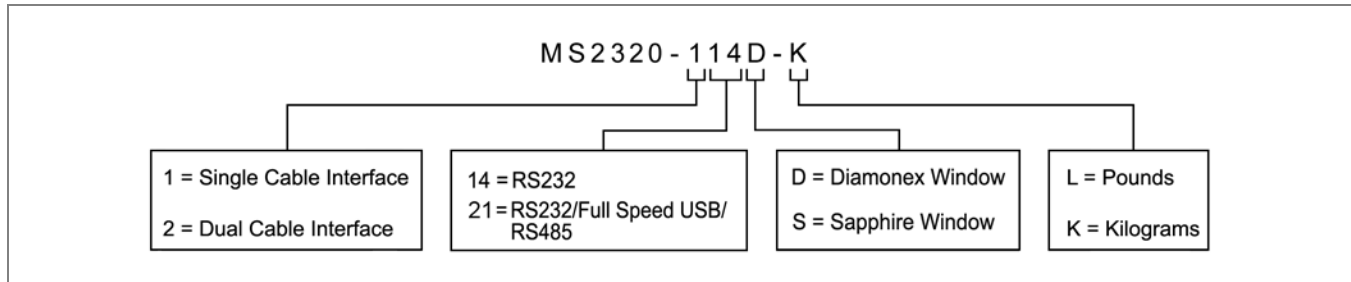 MS2320-114D-K
1 = Single Cable Interface
2 = Dual Cable Interface
14 = RS232
21 = RS232/Full Speed USB/
RS485
D = Diamonex Window
S = Sapphire Window
L = Pounds
K = Kilograms